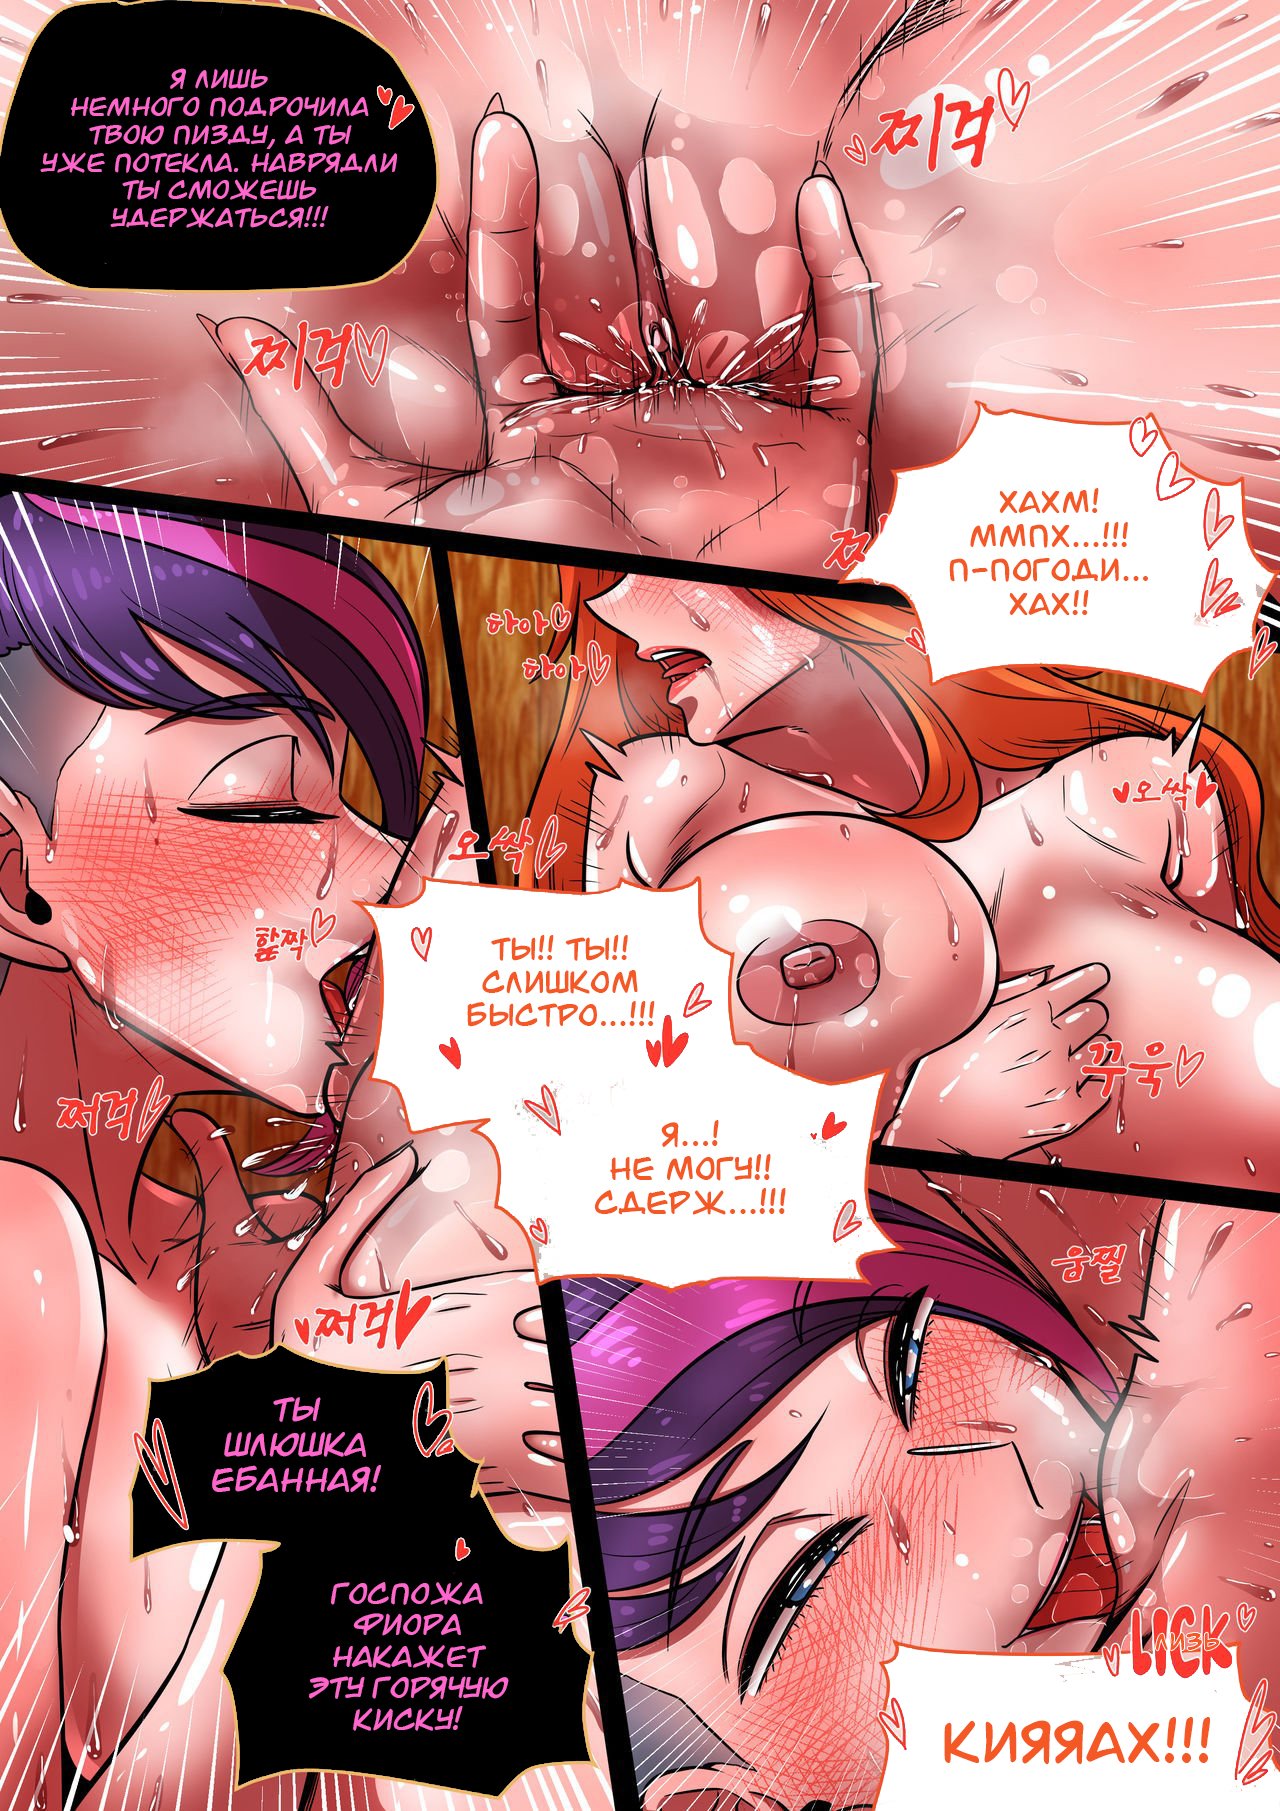 Я ЛИШЬ
НЕМНОГО ПОДРОЧИЛА
ТВОЮ ПИЗДУ, А ТЫ
УЖЕ ПОТЕКЛА. НАВРЯДЛИ
ТЫ СМОЖЕШЬ
УДЕРЖАТЬСЯ!!!
찌걱
찌걱
찌
ХАХМ!
ММПХ...!!!
П-ПОГОДИ...
ХАХ!!
하아
하아
오싹
오싹
핥짝
ТЫ!! ТЫ!!
СЛИШКОМ
БЫСТРО...!!!
꾸욱
쩌걱
Я...!
НЕ МОГУ!!
СДЕРЖ...!!!
쩌걱
움찔
ТЫ
ШЛЮШКА
ЕБАННАЯ!
ГОСПОЖА
ФИОРА
НАКАЖЕТ
ЭТУ ГОРЯЧУЮ
КИСКУ!
LICK
ЛИЗЬ
КИЯЯАХ!!!